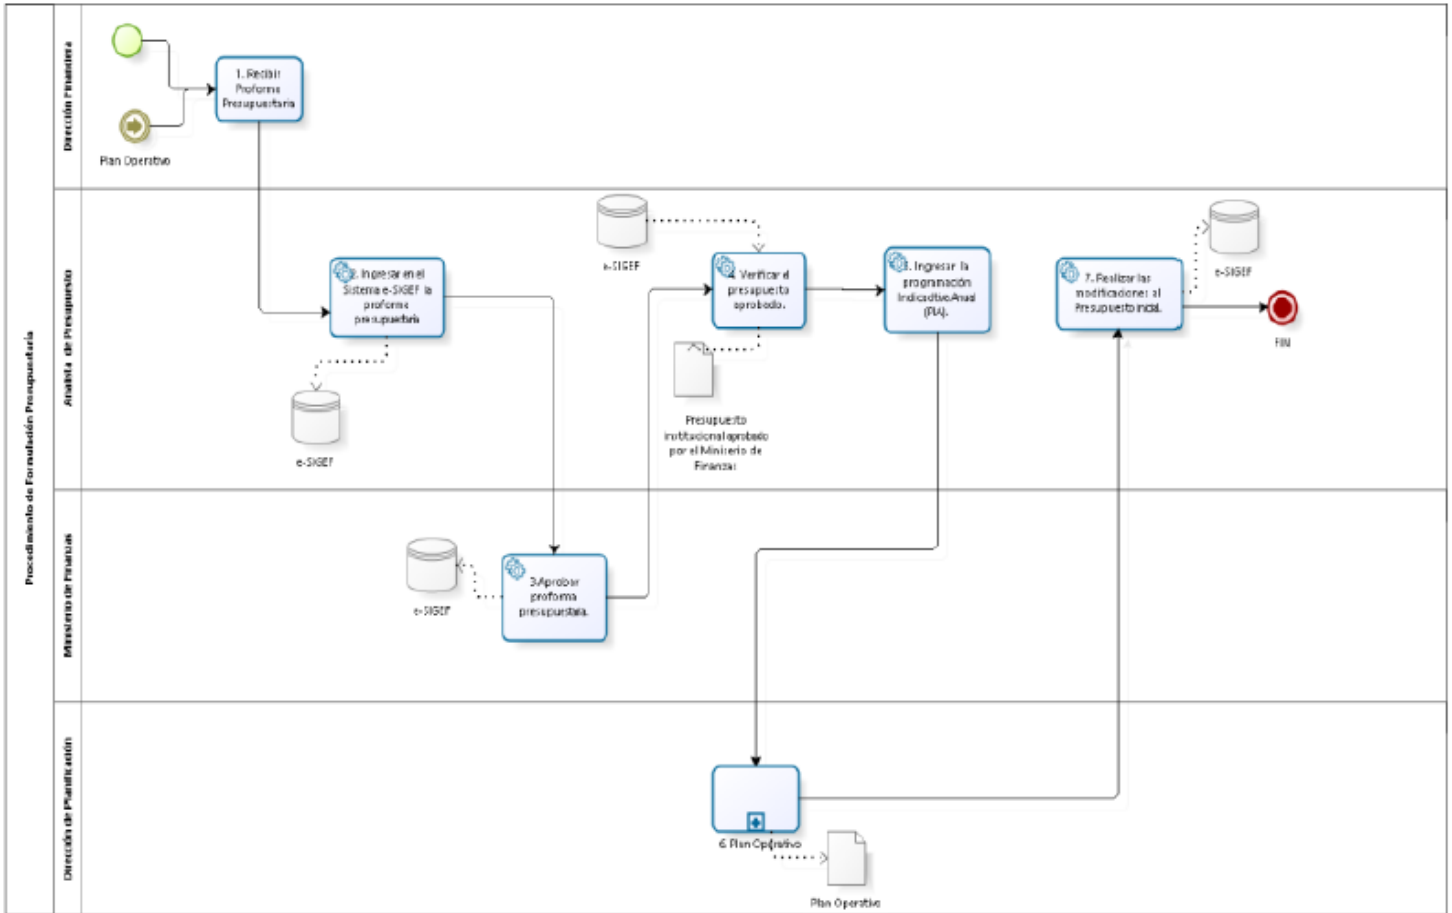 Procedimiento de Formulación Presupuestaria
Dirección Financiera
Plan Operativo
1. Recibir
Proforma
Presupuestaria
Analista de Presupuesto
2. Ingresar en el
Sistema e-SIGEF la
proforma
presupuestaria
e-SIGEF
e-SIGEF
4. Verificar el
presupuesto
aprobado.
Presupuesto
institucional aprobado
por el Ministerio de
Finanzas
Ingresar la
programación
Indicativa Anual
(PIA).
7. Realizar las
modificaciones al
Presupuesto inicial.
e-SIGEF
FIN
Ministerio de Finanzas
e-SIGEF
3.Aprobar
proforma
presupuestaria.
Dirección de Planificación
6.Plan Operativo
Plan Operativo